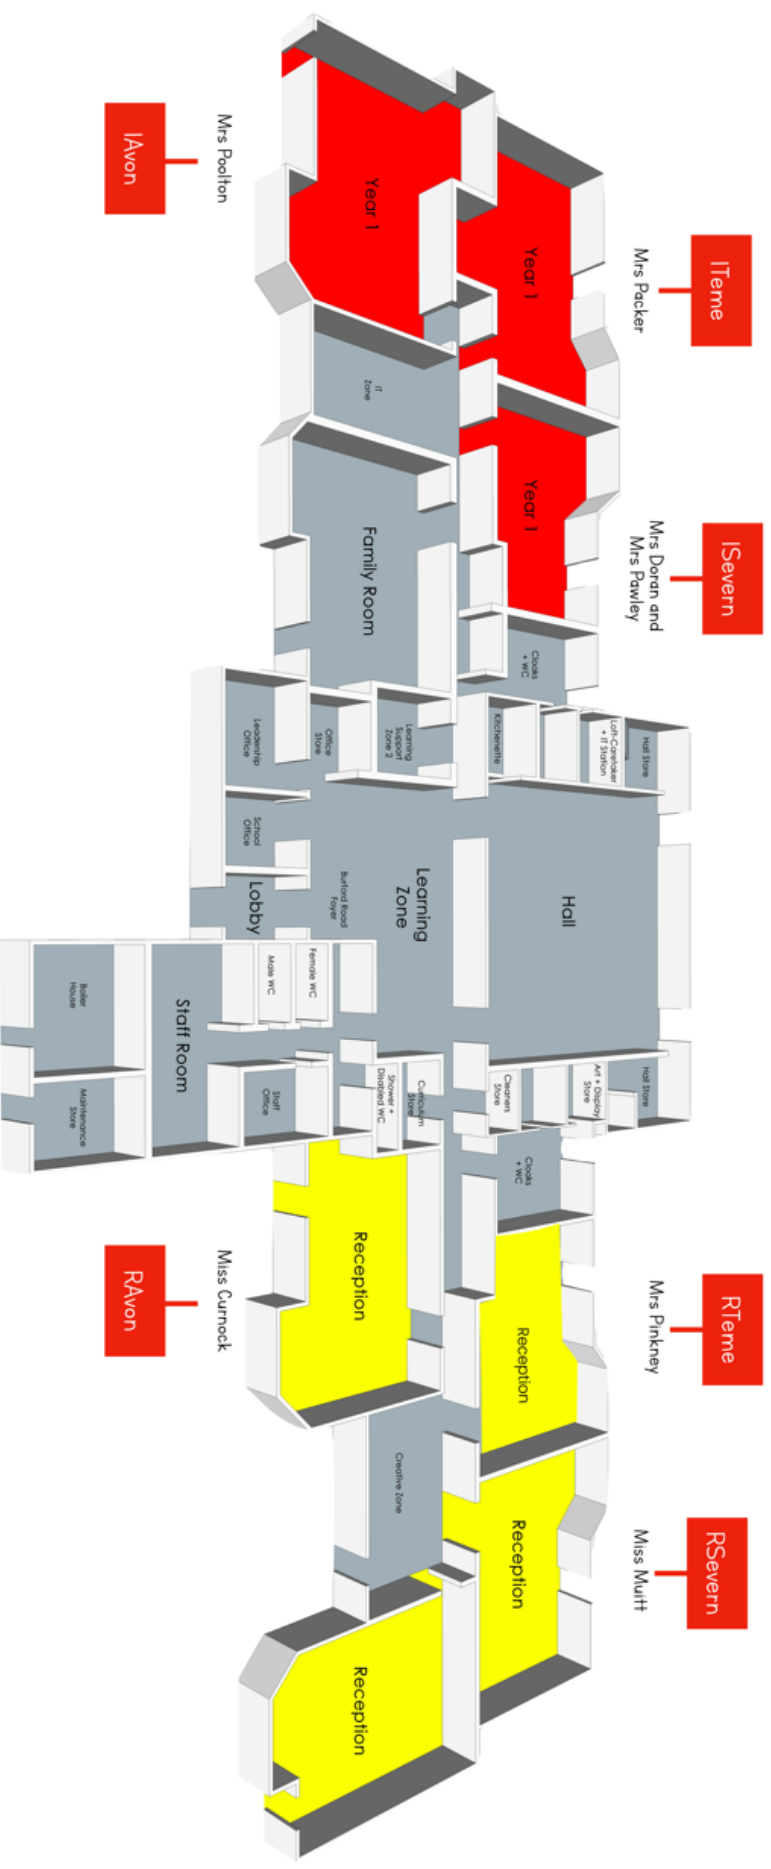 1Teme
Mrs Packer
1Severn
Mrs Doran and
Mrs Pawley
RTeme
Mrs Pinkney
RSevern
Miss Muitt
Year 1
Year 1
Cloaks
+ WC
Hall Store
Loft-Caretaker
+ IT Station
Kitchenette
Hall
Hall Store
Art + Display
Store
Cleaners
Store
Cloaks
+ WC
Reception
Reception
Year 1
IT
Zone
Family Room
Learning
Support
Zone 2
Office
Store
Leadership
Office
School
Office
Learning
Zone
Burford Road
Foyer
Lobby
Female WC
Male WC
Curriculum
Store
Shower +
Disabled WC
Staff
Office
Staff Room
Boiler
House
Maintenance
Store
Reception
Creative Zone
Reception
Mrs Poolton
1Avon
Miss Curnock
RAvon